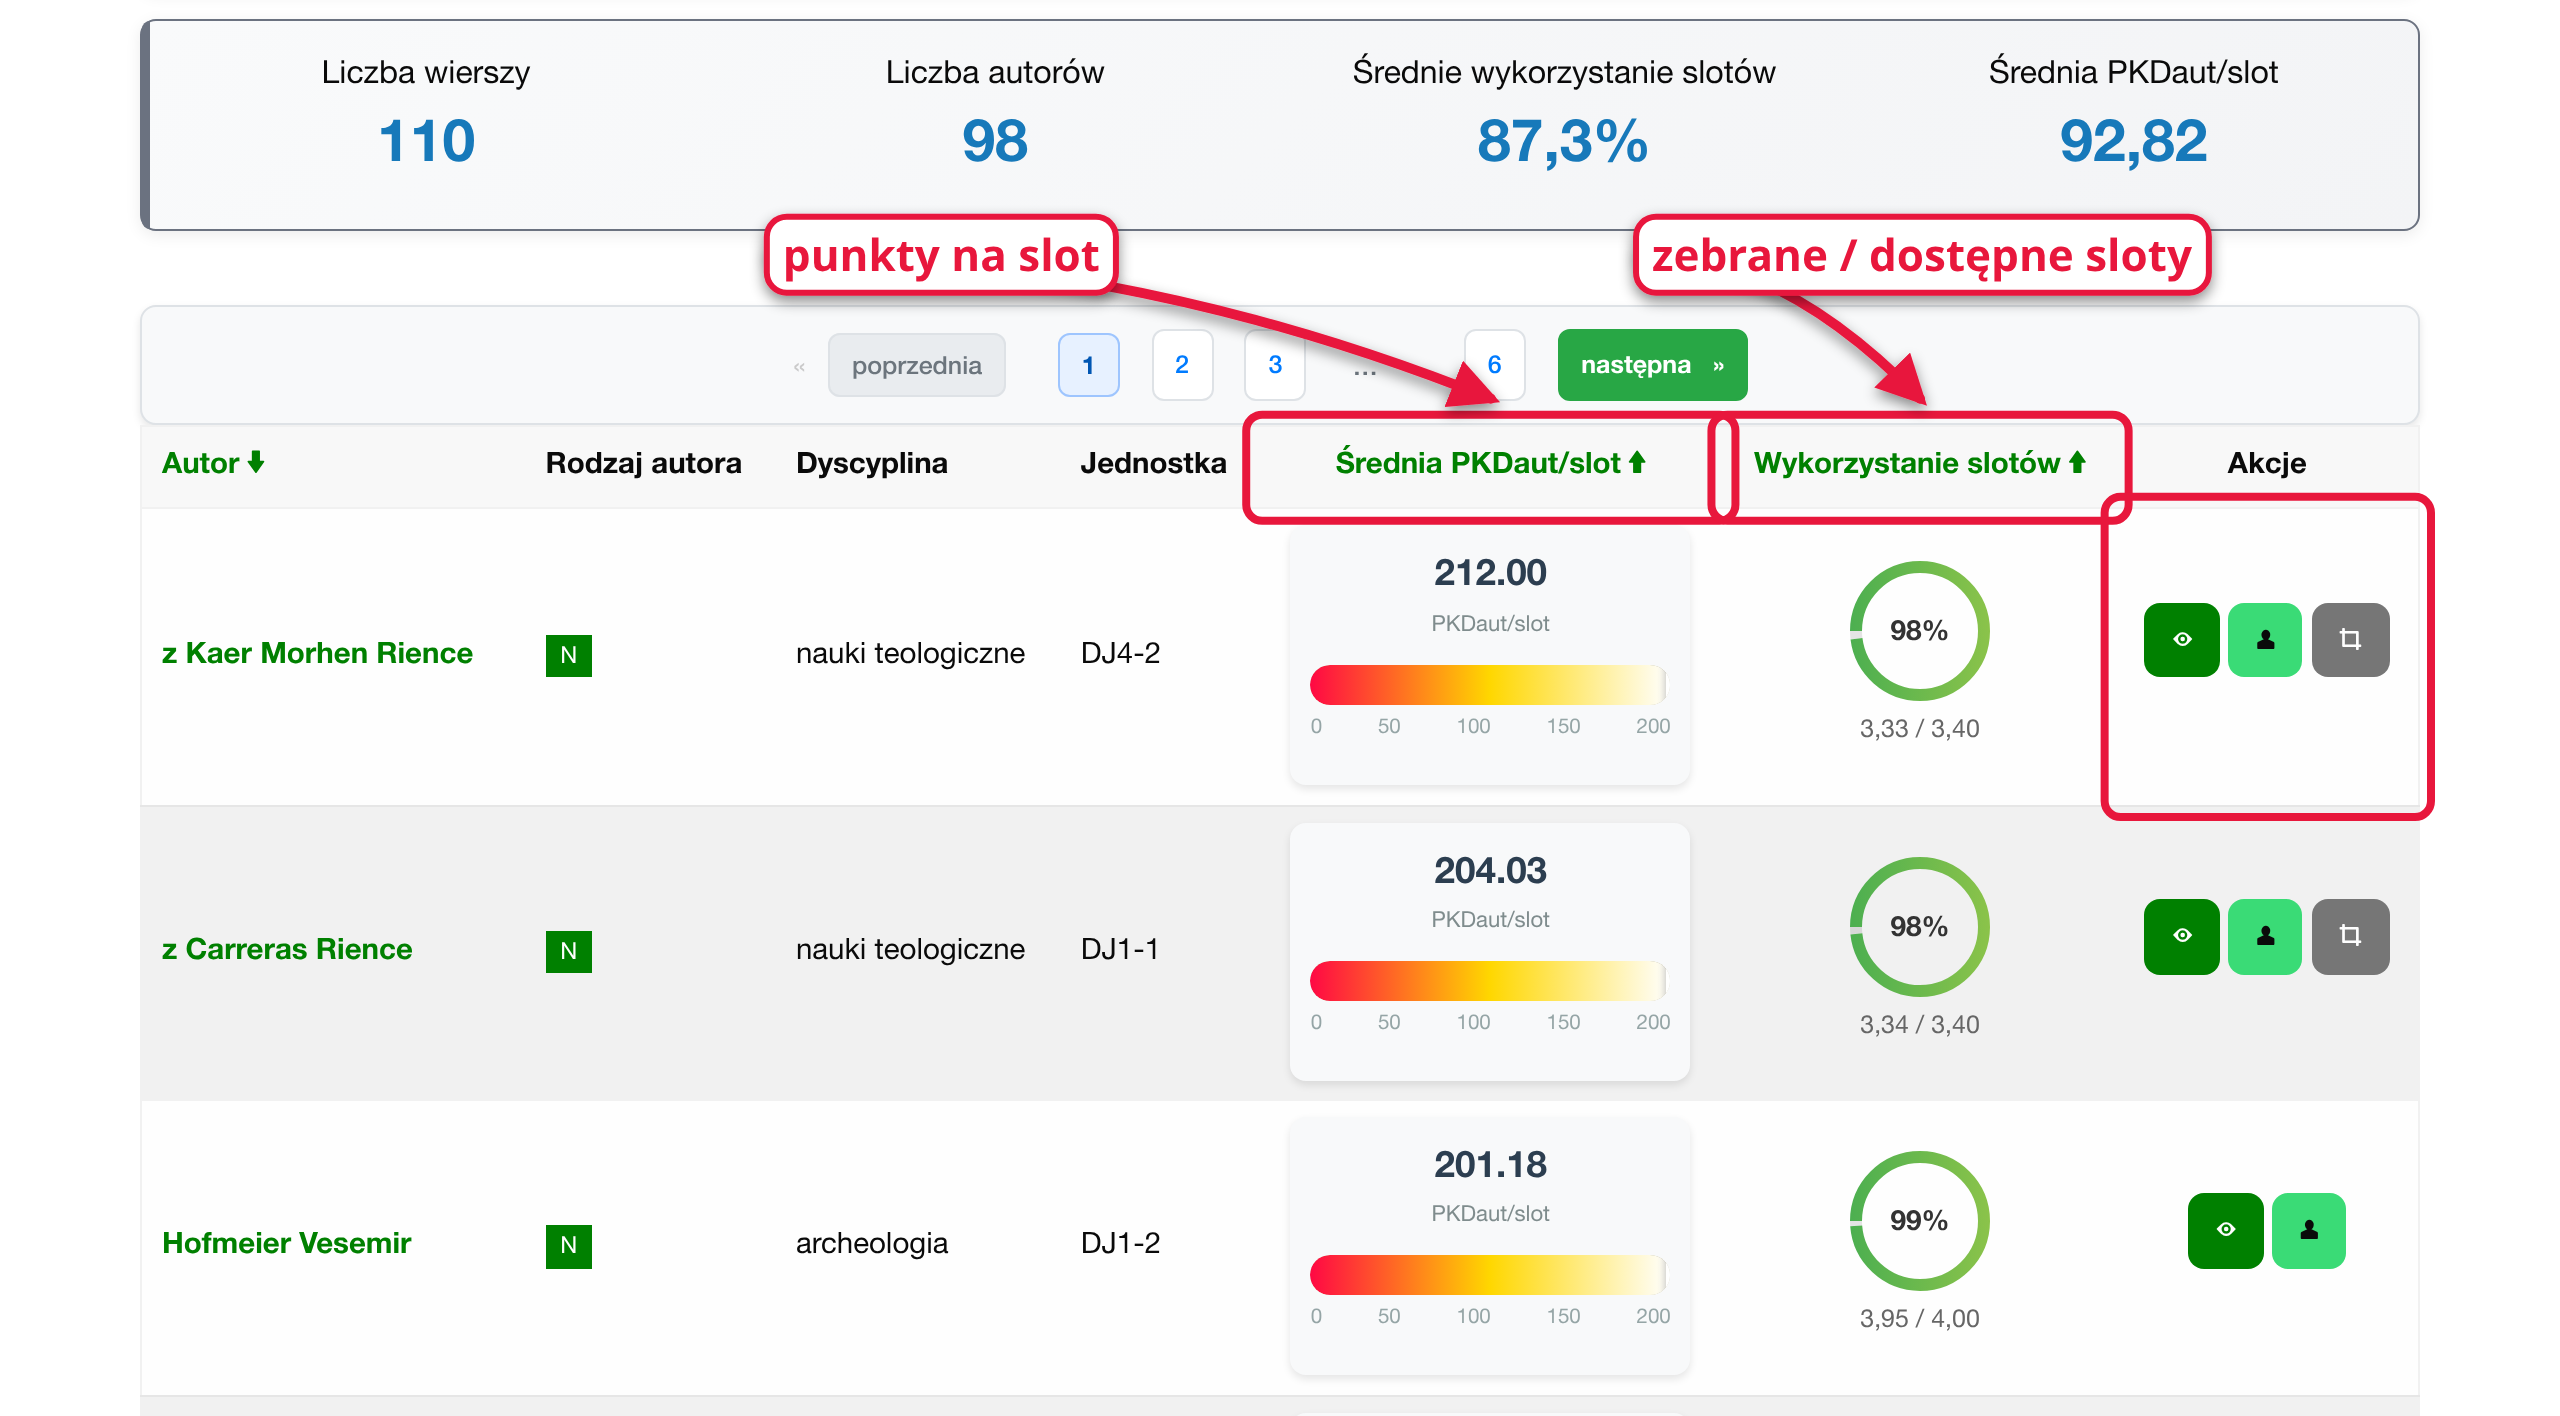 Liczba wierszy
110
Liczba autorów
98
Średnie wykorzystanie slotów
87,3%
Średnia PKDaut/slot
92,82
punkty na slot
zebrane / dostępne sloty
« poprzednia 1 2 3 ... 6 następna »
Autor Rodzaj autora Dyscyplina Jednostka Średnia PKDaut/slot Wykorzystanie slotów Akcje
z Kaer Morhen Rience
N
nauki teologiczne
DJ4-2
212.00
PKDaut/slot
0 50 100 150 200
98%
3,33 / 3,40
z Carreras Rience
N
nauki teologiczne
DJ1-1
204.03
PKDaut/slot
0 50 100 150 200
98%
3,34 / 3,40
Hofmeier Vesemir
N
archeologia
DJ1-2
201.18
PKDaut/slot
0 50 100 150 200
99%
3,95 / 4,00